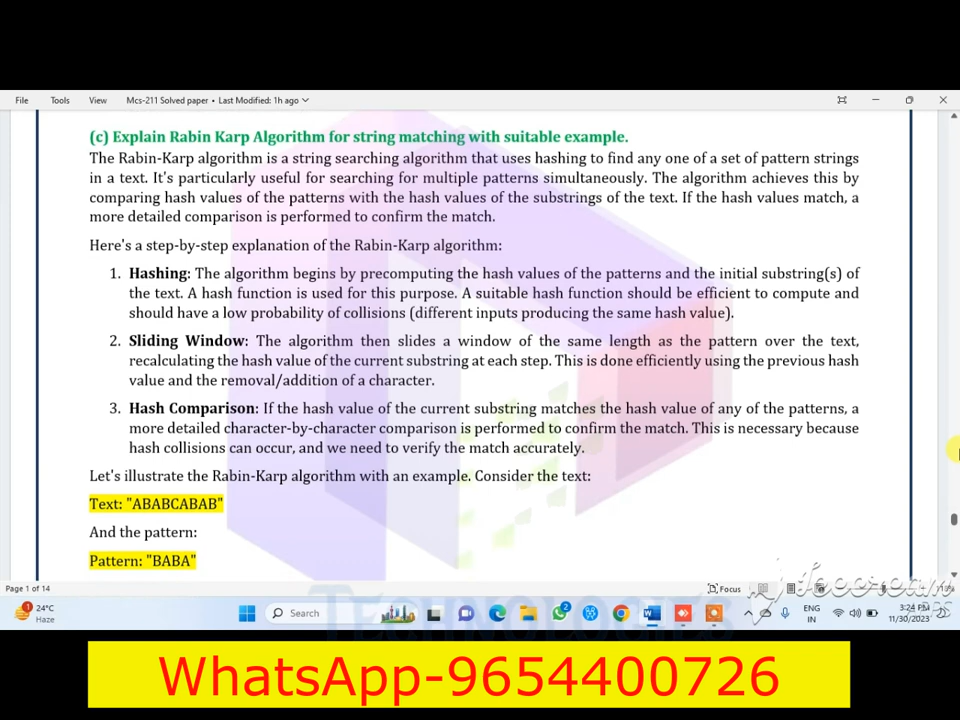 File Tools View Mcs-211 Solved paper • Last Modified: 1h ago
(c) Explain Rabin Karp Algorithm for string matching with suitable example.
The Rabin-Karp algorithm is a string searching algorithm that uses hashing to find any one of a set of pattern strings
in a text. It's particularly useful for searching for multiple patterns simultaneously. The algorithm achieves this by
comparing hash values of the patterns with the hash values of the substrings of the text. If the hash values match, a
more detailed comparison is performed to confirm the match.
Here's a step-by-step explanation of the Rabin-Karp algorithm:
1. Hashing: The algorithm begins by precomputing the hash values of the patterns and the initial substring(s) of
the text. A hash function is used for this purpose. A suitable hash function should be efficient to compute and
should have a low probability of collisions (different inputs producing the same hash value).
2. Sliding Window: The algorithm then slides a window of the same length as the pattern over the text,
recalculating the hash value of the current substring at each step. This is done efficiently using the previous hash
value and the removal/addition of a character.
3. Hash Comparison: If the hash value of the current substring matches the hash value of any of the patterns, a
more detailed character-by-character comparison is performed to confirm the match. This is necessary because
hash collisions can occur, and we need to verify the match accurately.
Let's illustrate the Rabin-Karp algorithm with an example. Consider the text:
Text: "ABABCABAB"
And the pattern:
Pattern: "BABA"
Page 1 of 14 Focus
TECHNOLOGIES
1 24°C Search 2 ENG 3:24 PM
Haze IN 11/30/2023
WhatsApp-9654400726